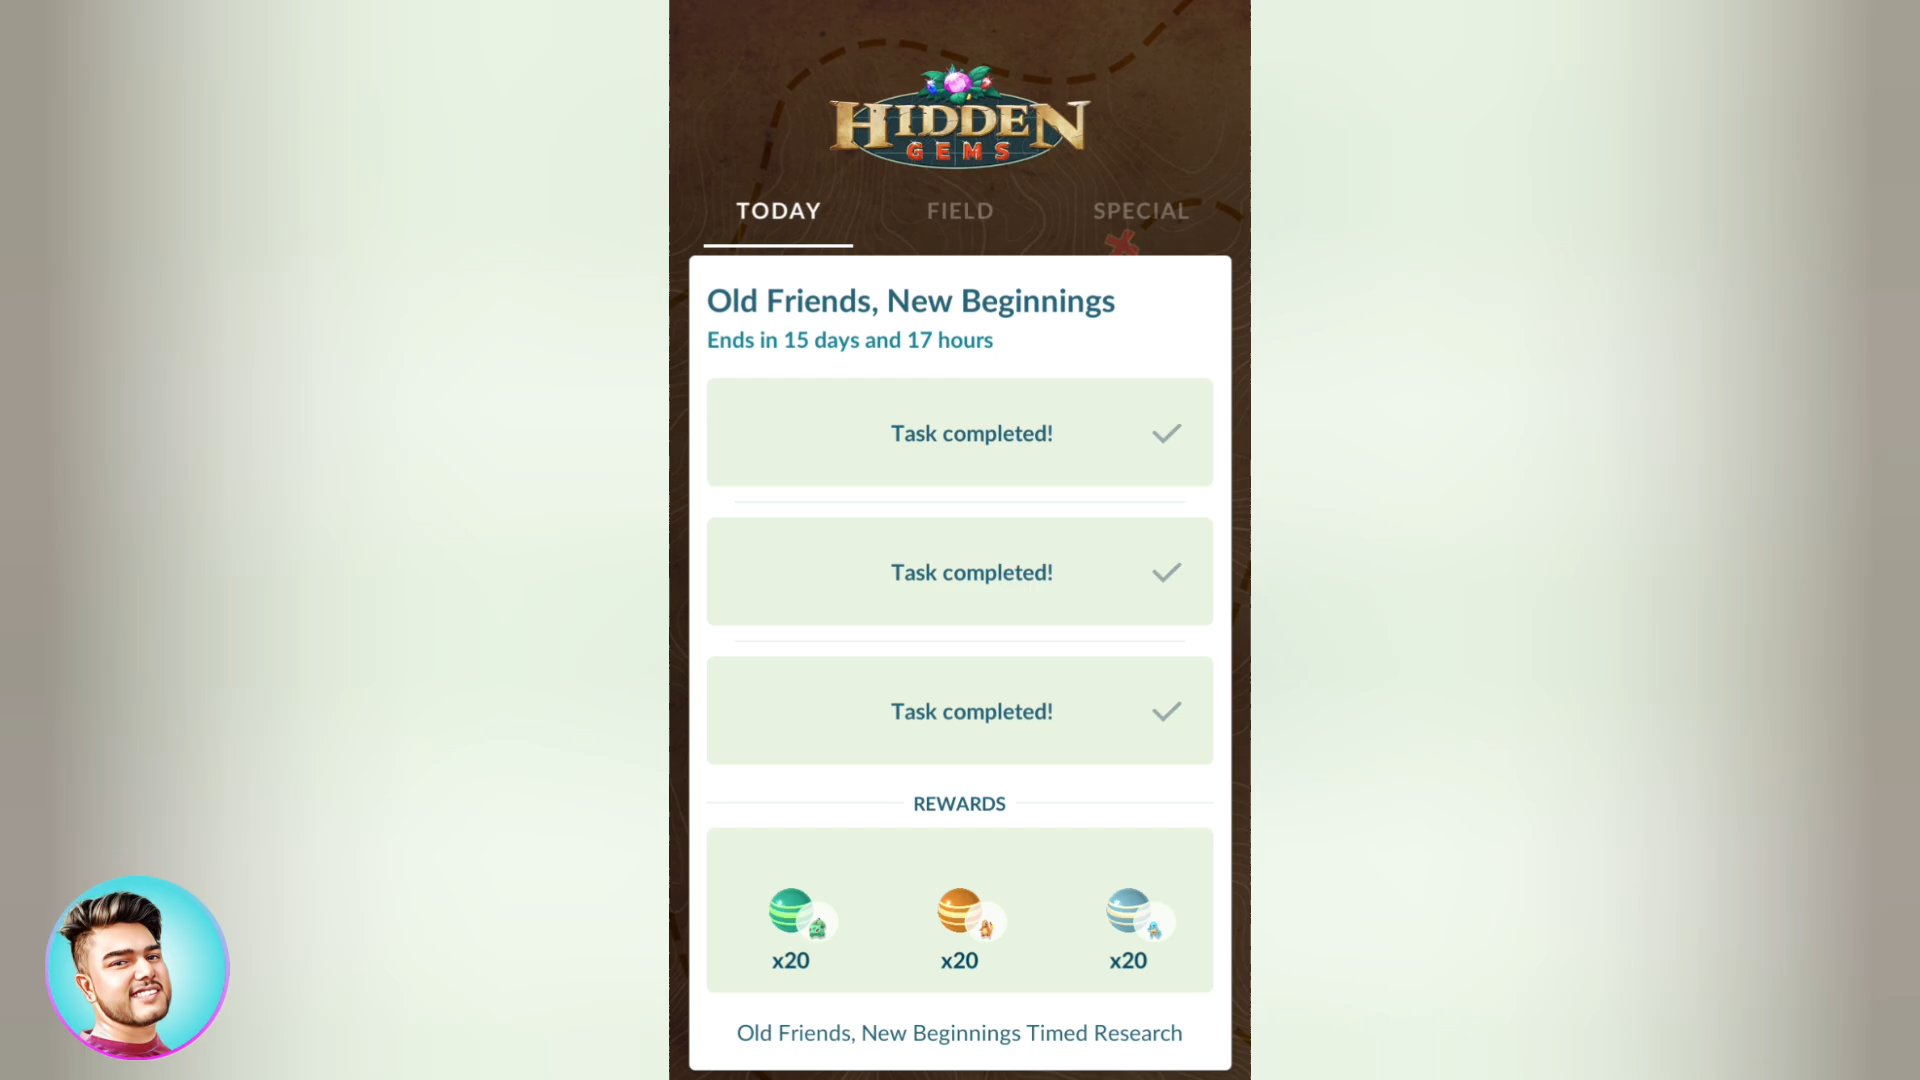 HIDDEN
GEMS
TODAY
FIELD
SPECIAL
Old Friends, New Beginnings
Ends in 15 days and 17 hours
Task completed!
Task completed!
Task completed!
REWARDS
x20
x20
x20
Old Friends, New Beginnings Timed Research